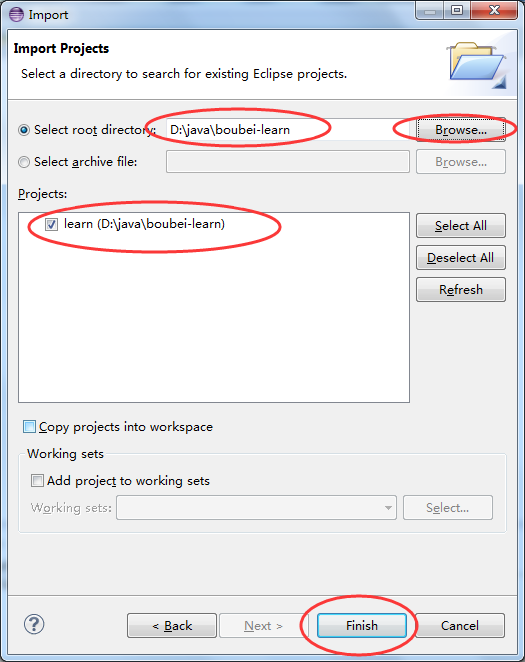 Import
Import Projects
Select a directory to search for existing Eclipse projects.
Select root directory: D:\java\boubei-learn Browse...
Select archive file: Browse...
Projects:
learn (D:\java\boubei-learn)
Select All
Deselect All
Refresh
Copy projects into workspace
Working sets
Add project to working sets
Working sets: Select...
? < Back Next > Finish Cancel